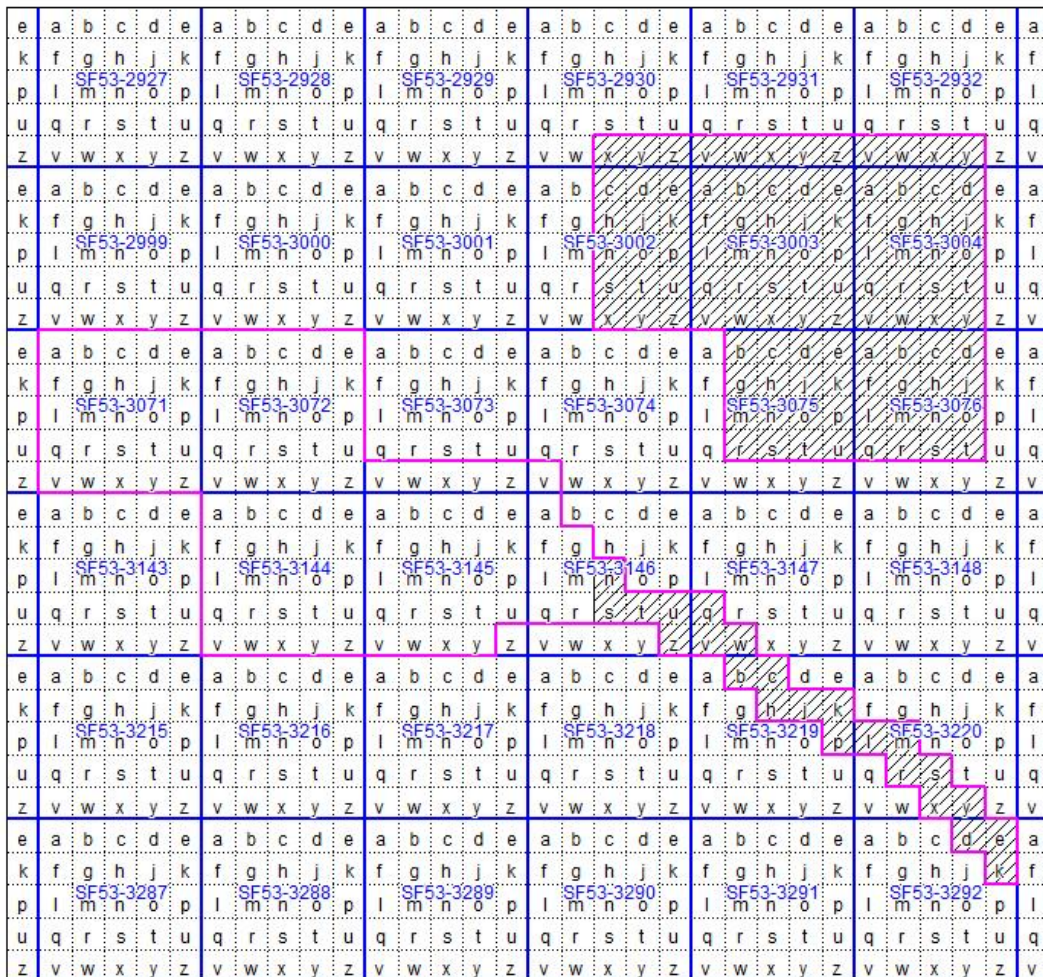 e a b c d e a b c d e a b c d e a b c d e a b c d e a b c d e a
k f g h j k f g h j k f g h j k f g h j k f g h j k f g h j k f
SF53-2927 SF53-2928 SF53-2929 SF53-2930 SF53-2931 SF53-2932
p l m n o p l m n o p l m n o p l m n o p l m n o p l m n o p l
u q r s t u q r s t u q r s t u q r s t u q r s t u q r s t u q
z v w x y z v w x y z v w x y z v w x y z v w x y z v w x y z v
e a b c d e a b c d e a b c d e a b c d e a b c d e a b c d e a
k f g h j k f g h j k f g h j k f g h j k f g h j k f g h j k f
SF53-2999 SF53-3000 SF53-3001 SF53-3002 SF53-3003 SF53-3004
p l m n o p l m n o p l m n o p l m n o p l m n o p l m n o p l
u q r s t u q r s t u q r s t u q r s t u q r s t u q r s t u q
z v w x y z v w x y z v w x y z v w x y z v w x y z v w x y z v
e a b c d e a b c d e a b c d e a b c d e a b c d e a b c d e a
k f g h j k f g h j k f g h j k f g h j k f g h j k f g h j k f
SF53-3071 SF53-3072 SF53-3073 SF53-3074 SF53-3075 SF53-3076
p l m n o p l m n o p l m n o p l m n o p l m n o p l m n o p l
u q r s t u q r s t u q r s t u q r s t u q r s t u q r s t u q
z v w x y z v w x y z v w x y z v w x y z v w x y z v w x y z v
e a b c d e a b c d e a b c d e a b c d e a b c d e a b c d e a
k f g h j k f g h j k f g h j k f g h j k f g h j k f g h j k f
SF53-3143 SF53-3144 SF53-3145 SF53-3146 SF53-3147 SF53-3148
p l m n o p l m n o p l m n o p l m n o p l m n o p l m n o p l
u q r s t u q r s t u q r s t u q r s t u q r s t u q r s t u q
z v w x y z v w x y z v w x y z v w x y z v w x y z v w x y z v
e a b c d e a b c d e a b c d e a b c d e a b c d e a b c d e a
k f g h j k f g h j k f g h j k f g h j k f g h j k f g h j k f
SF53-3215 SF53-3216 SF53-3217 SF53-3218 SF53-3219 SF53-3220
p l m n o p l m n o p l m n o p l m n o p l m n o p l m n o p l
u q r s t u q r s t u q r s t u q r s t u q r s t u q r s t u q
z v w x y z v w x y z v w x y z v w x y z v w x y z v w x y z v
e a b c d e a b c d e a b c d e a b c d e a b c d e a b c d e a
k f g h j k f g h j k f g h j k f g h j k f g h j k f g h j k f
SF53-3287 SF53-3288 SF53-3289 SF53-3290 SF53-3291 SF53-3292
p l m n o p l m n o p l m n o p l m n o p l m n o p l m n o p l
u q r s t u q r s t u q r s t u q r s t u q r s t u q r s t u q
z v w x y z v w x y z v w x y z v w x y z v w x y z v w x y z v